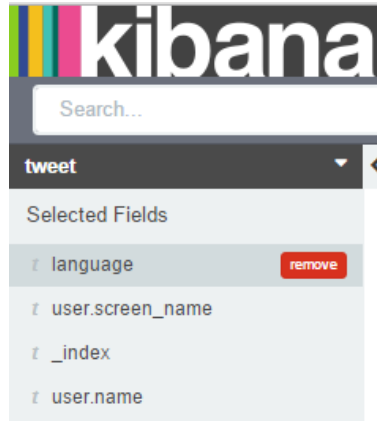 kibana
Search...
tweet
Selected Fields
t language remove
t user.screen_name
t _index
t user.name